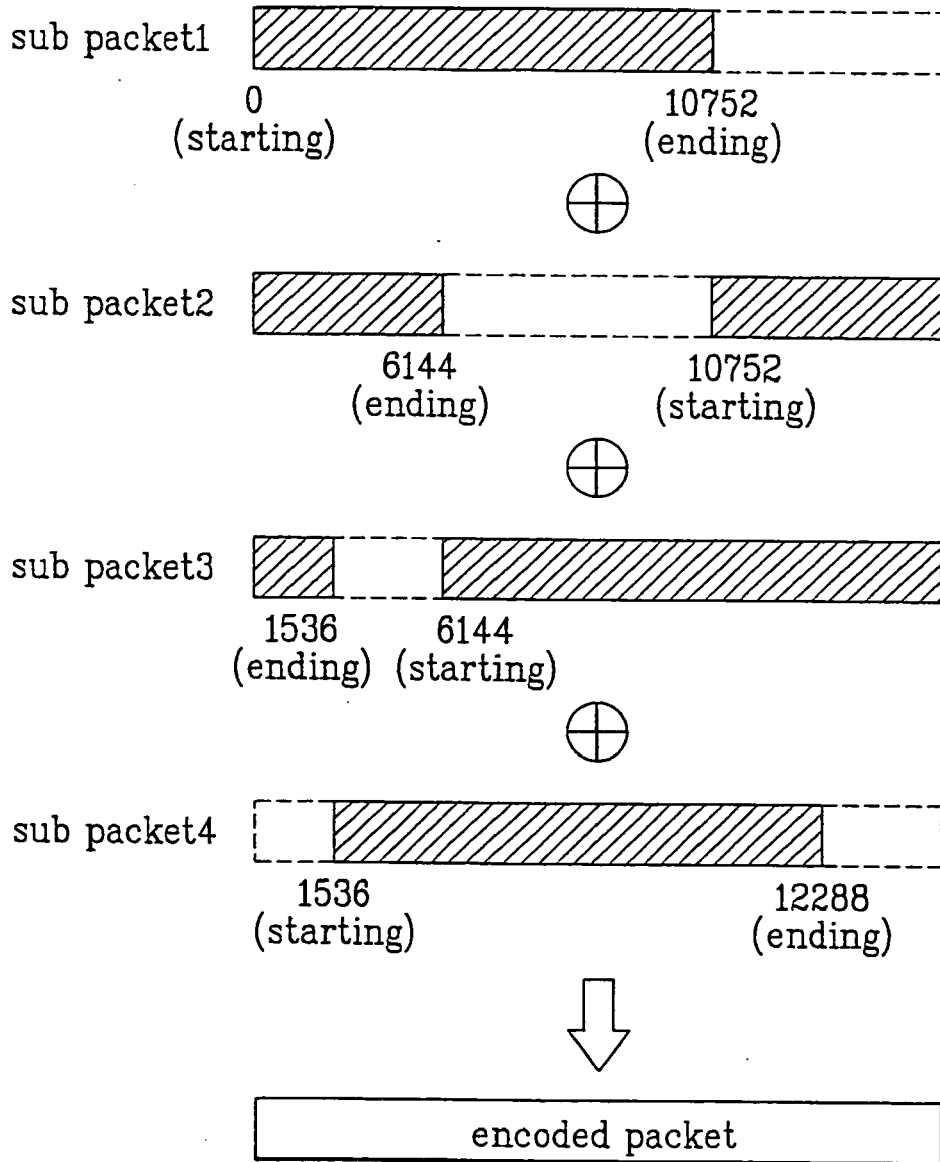 sub packet1
0
(starting)
10752
(ending)
sub packet2
6144
(ending)
10752
(starting)
sub packet3
1536
(ending)
6144
(starting)
sub packet4
1536
(starting)
12288
(ending)
encoded packet